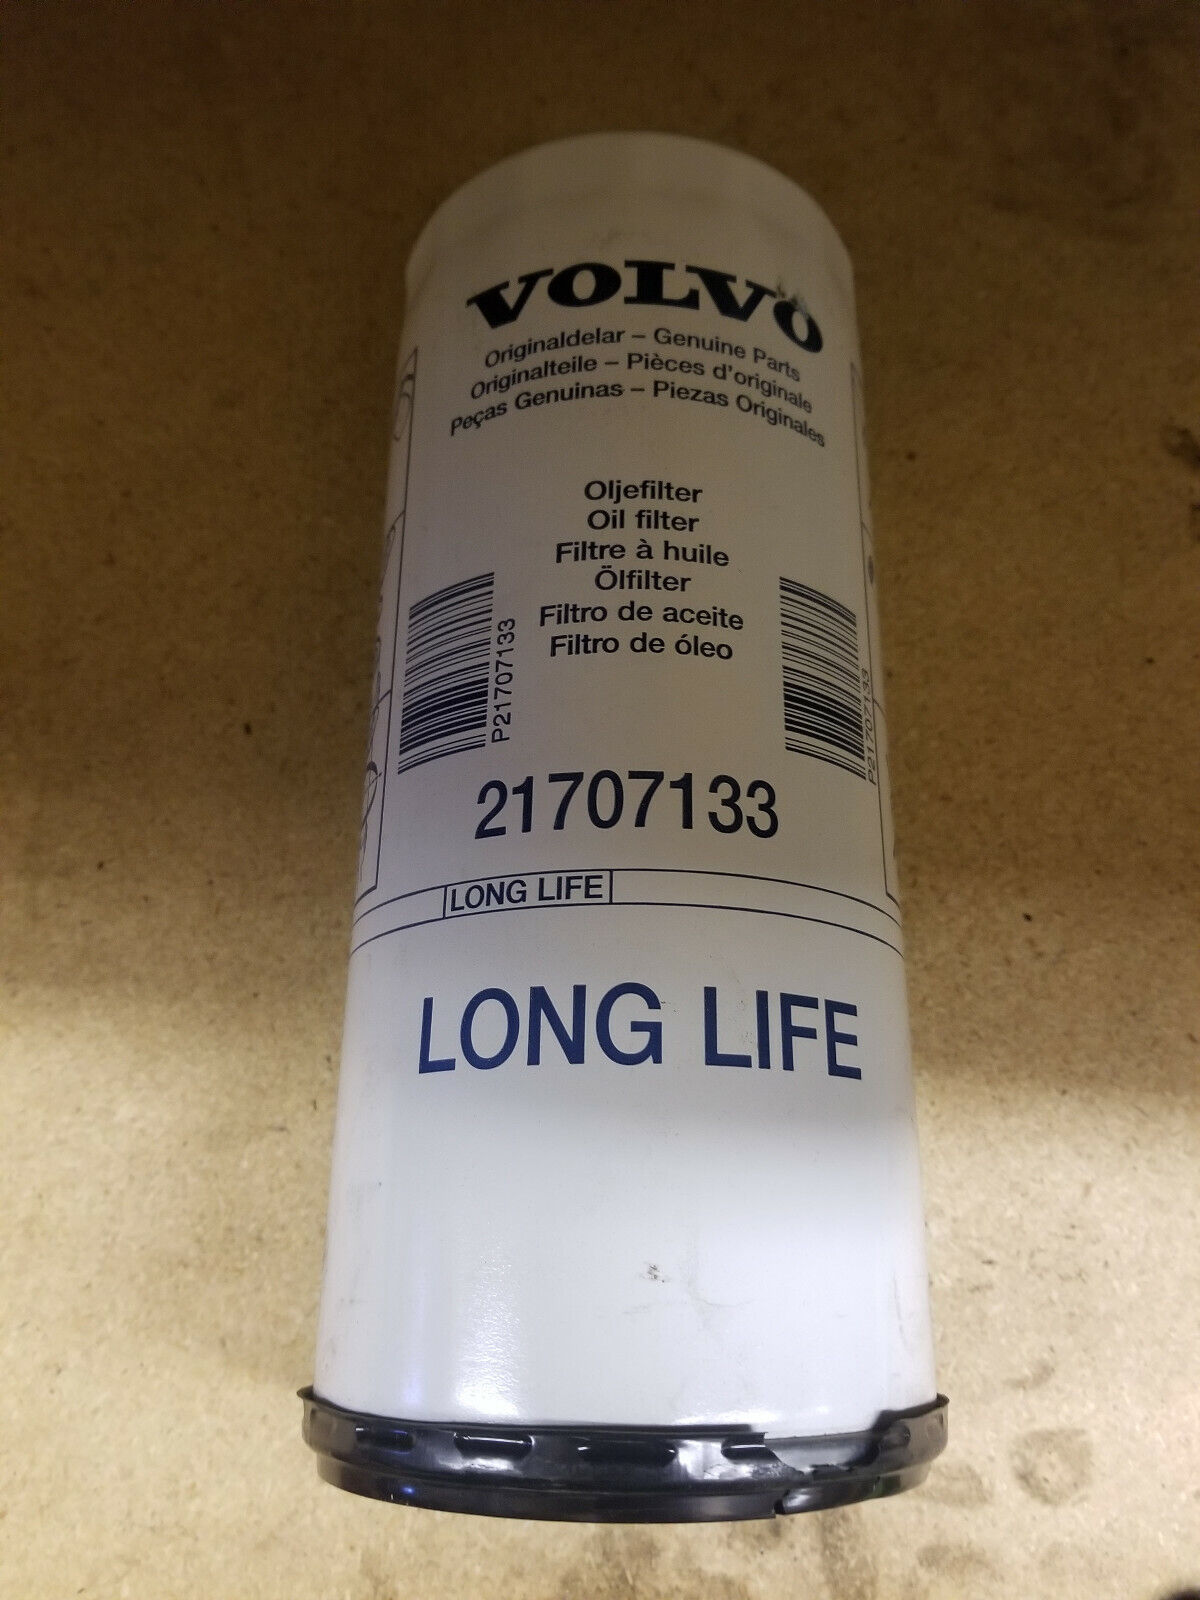 VOLVO
Originaldelar – Genuine Parts
Originalteile – Pièces d'originale
Peças Genuinas – Piezas Originales
Oljefilter
Oil filter
Filtre à huile
Ölfilter
Filtro de aceite
Filtro de óleo
P21707133
P21707133
21707133
LONG LIFE
LONG LIFE